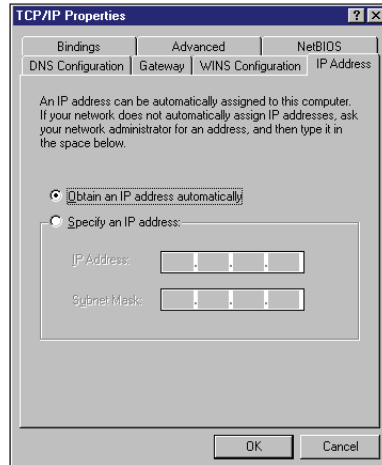 TCP/IP Properties
Bindings Advanced NetBIOS
DNS Configuration Gateway WINS Configuration IP Address
An IP address can be automatically assigned to this computer.
If your network does not automatically assign IP addresses, ask
your network administrator for an address, and then type it in
the space below.
Obtain an IP address automatically
Specify an IP address:
IP Address:
Subnet Mask:
OK Cancel